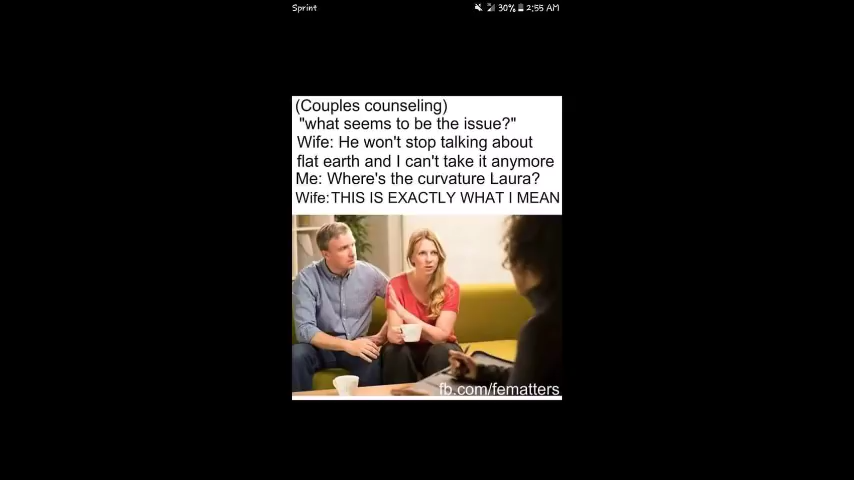 Sprint
30% 2:55 AM
(Couples counseling)
"what seems to be the issue?"
Wife: He won't stop talking about
flat earth and I can't take it anymore
Me: Where's the curvature Laura?
Wife: THIS IS EXACTLY WHAT I MEAN
fb.com/fematters